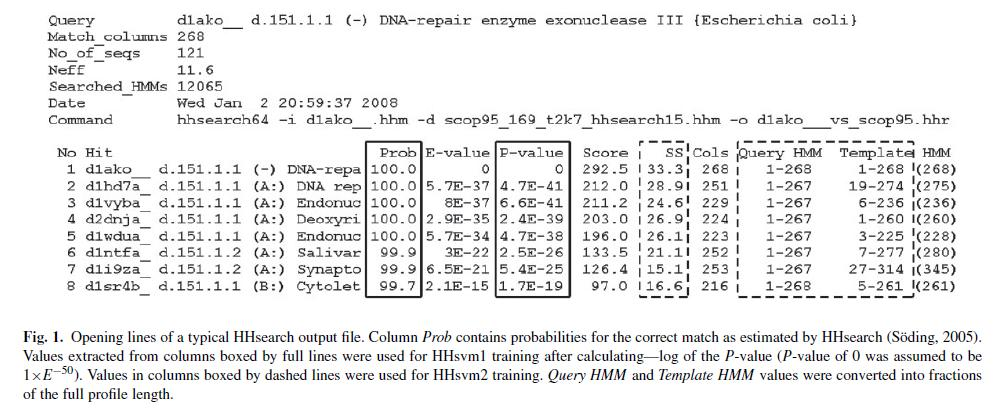 Query d1ako__ d.151.1.1 (-) DNA-repair enzyme exonuclease III {Escherichia coli}
Match_columns 268
No_of_seqs 121
Neff 11.6
Searched_HMMs 12065
Date Wed Jan 2 20:59:37 2008
Command hhsearch64 -i d1ako__.hhm -d scop95_169_t2k7_hhsearch15.hhm -o d1ako___vs_scop95.hhr
No Hit Prob E-value P-value Score SS Cols Query HMM Template HMM
1 d1ako__ d.151.1.1 (-) DNA-repa 100.0 0 0 292.5 33.3 268 1-268 1-268 (268)
2 d1hd7a_ d.151.1.1 (A:) DNA rep 100.0 5.7E-37 4.7E-41 212.0 28.9 251 1-267 19-274 (275)
3 d1vyba_ d.151.1.1 (A:) Endonuc 100.0 8E-37 6.6E-41 211.2 24.6 229 1-267 6-236 (236)
4 d2dnja_ d.151.1.1 (A:) Deoxyri 100.0 2.9E-35 2.4E-39 203.0 26.9 224 1-267 1-260 (260)
5 d1wdua_ d.151.1.1 (A:) Endonuc 100.0 5.7E-34 4.7E-38 196.0 26.1 223 1-267 3-225 (228)
6 d1ntfa_ d.151.1.2 (A:) Salivar 99.9 3E-22 2.5E-26 133.5 21.1 252 1-267 7-277 (280)
7 d1i9za_ d.151.1.2 (A:) Synapto 99.9 6.5E-21 5.4E-25 126.4 15.1 253 1-267 27-314 (345)
8 d1sr4b_ d.151.1.1 (B:) Cytolet 99.7 2.1E-15 1.7E-19 97.0 16.6 216 1-268 5-261 (261)
Fig. 1. Opening lines of a typical HHsearch output file. Column Prob contains probabilities for the correct match as estimated by HHsearch (Söding, 2005).
Values extracted from columns boxed by full lines were used for HHsvm1 training after calculating—log of the P-value (P-value of 0 was assumed to be
1×E⁻⁵⁰). Values in columns boxed by dashed lines were used for HHsvm2 training. Query HMM and Template HMM values were converted into fractions
of the full profile length.